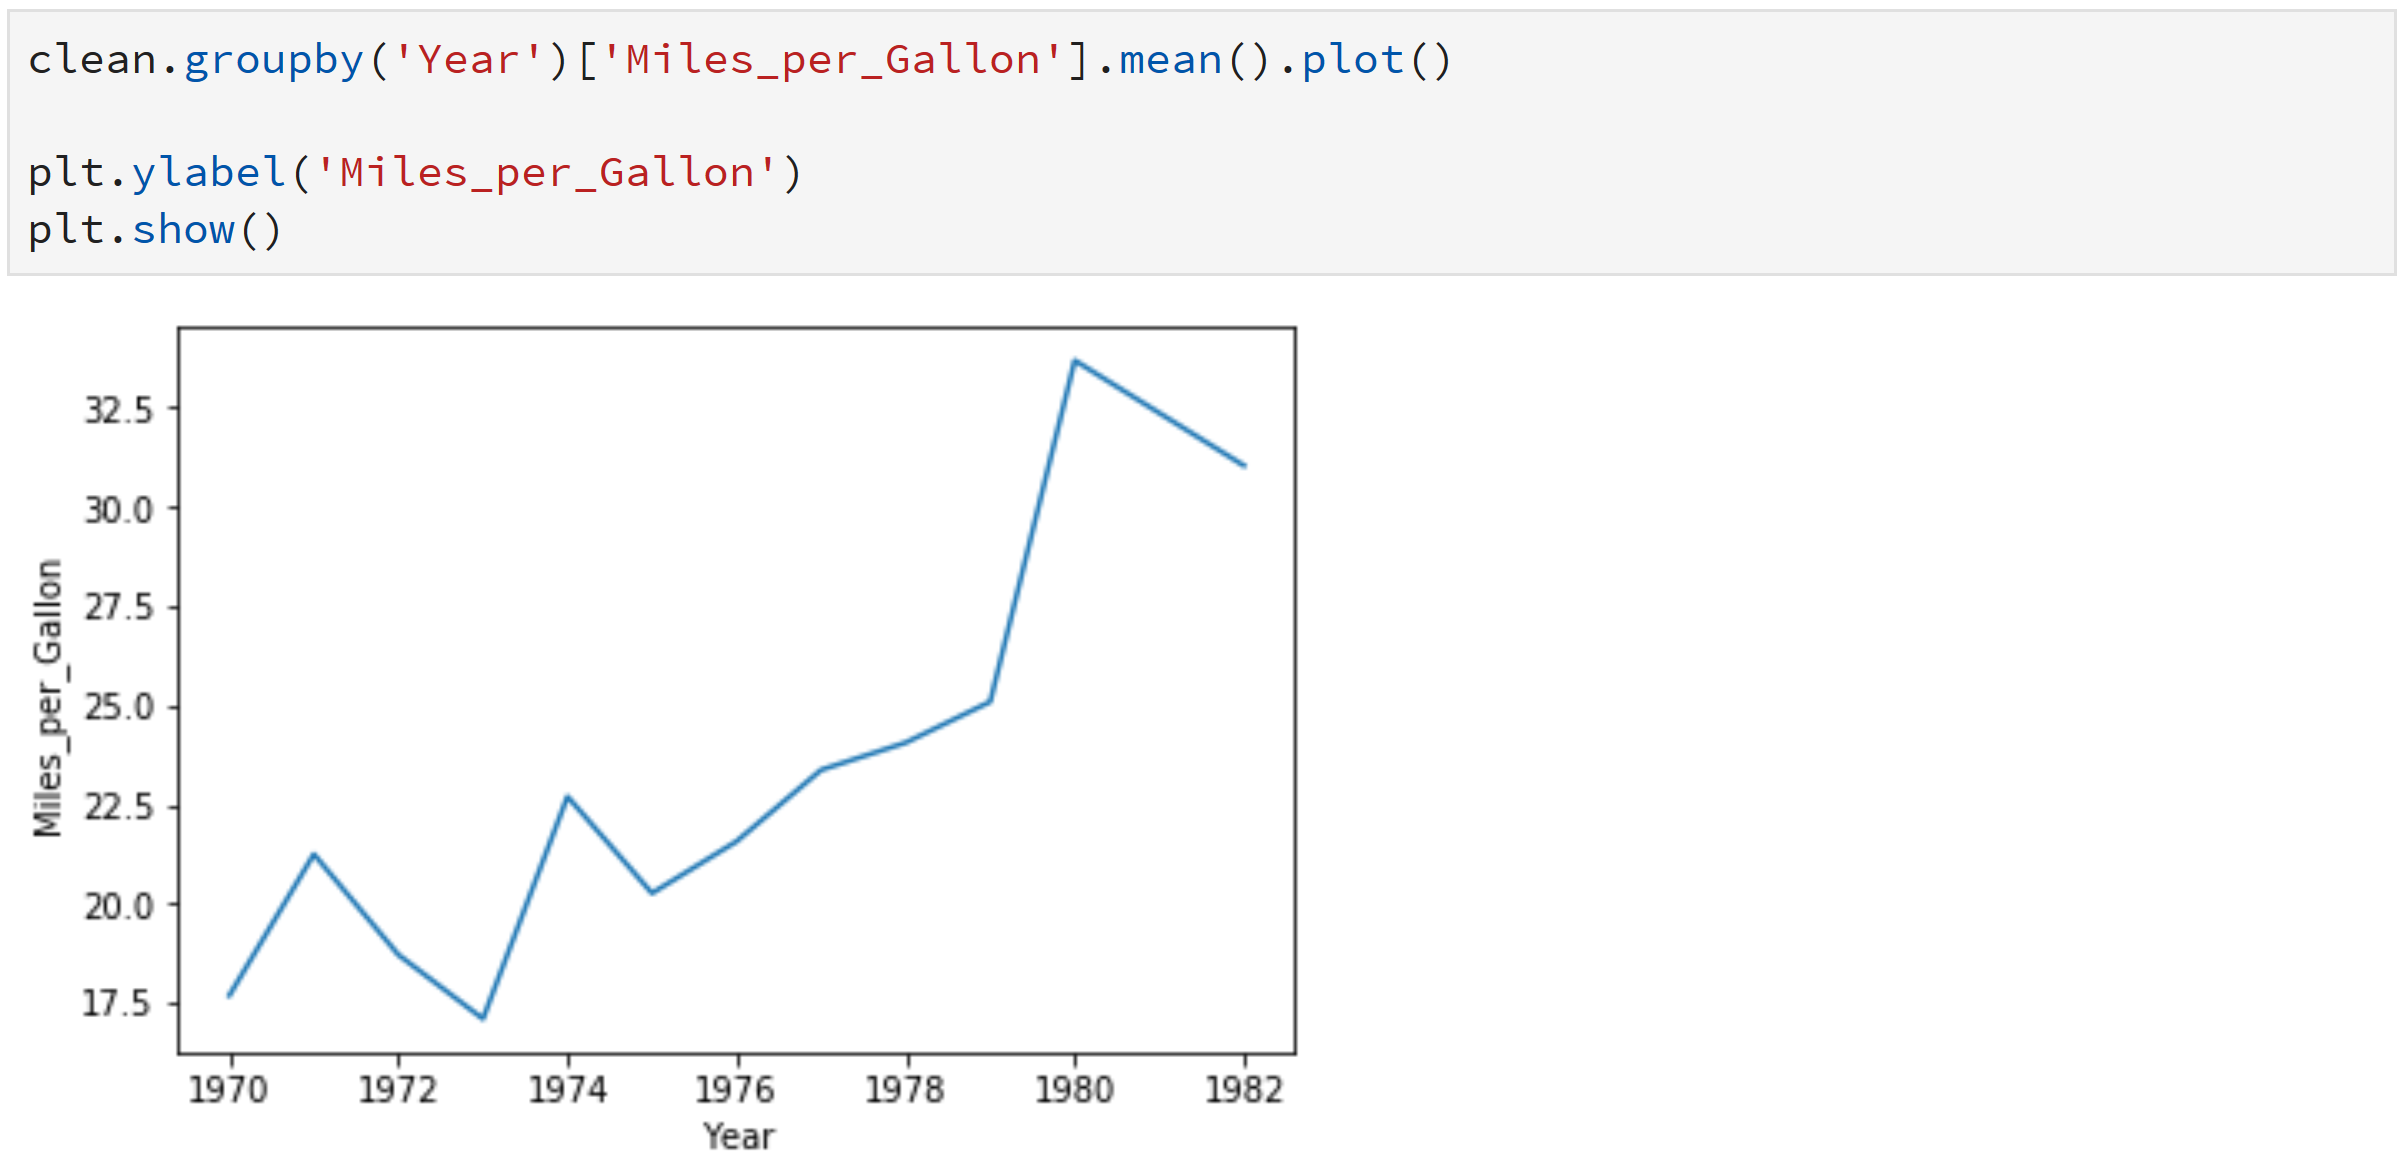 clean.groupby('Year')['Miles_per_Gallon'].mean().plot()
plt.ylabel('Miles_per_Gallon')
plt.show()
32.5
30.0
27.5
25.0
22.5
20.0
17.5
Miles_per_Gallon
1970 1972 1974 1976 1978 1980 1982
Year